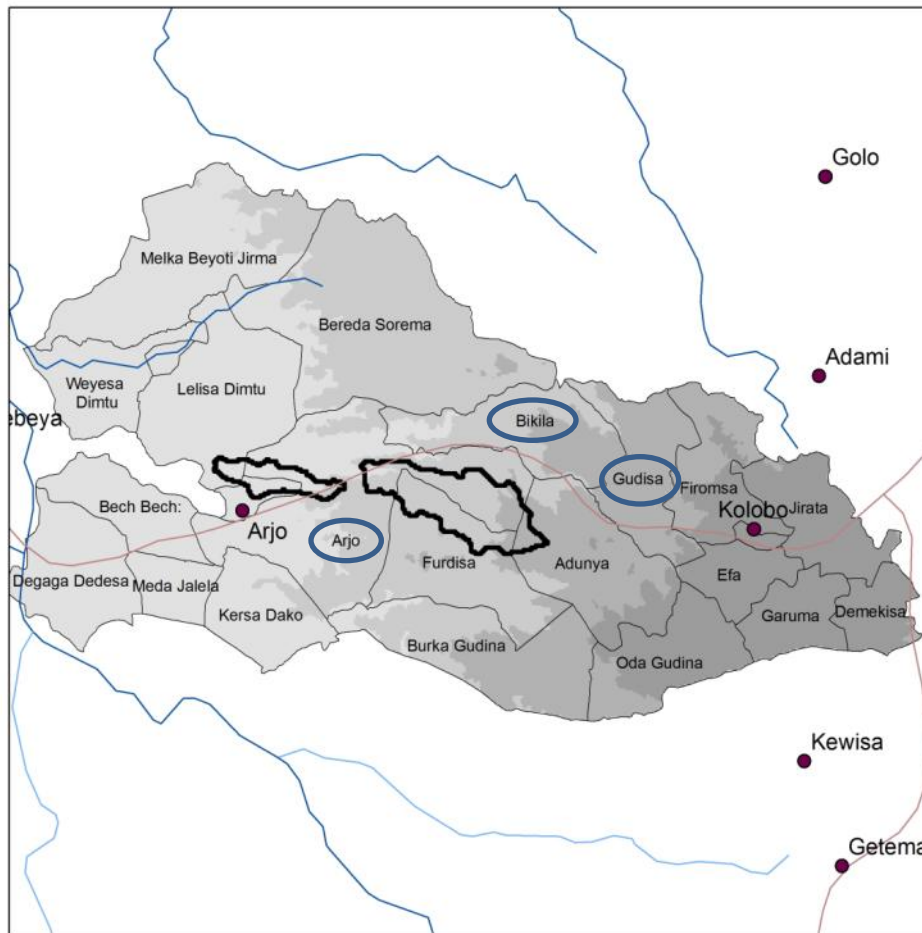 Golo
Melka Beyoti Jirma
Bereda Sorema
Adami
Weyesa
Dimtu
Lelisa Dimtu
ebeya
Bikila
Gudisa
Firomsa
Bech Bech:
Kolobo
Jirata
Arjo
Arjo
Furdisa
Adunya
Degaga Dedesa
Meda Jalela
Efa
Kersa Dako
Garuma
Demekisa
Burka Gudina
Oda Gudina
Kewisa
Getema